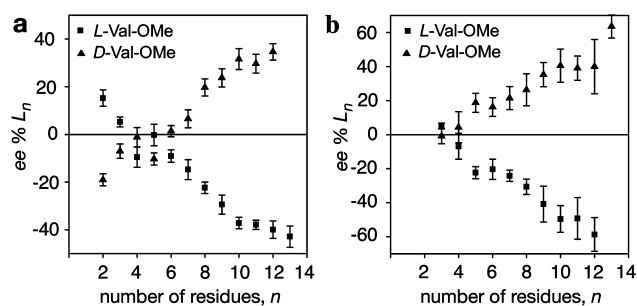 a
L-Val-OMe
D-Val-OMe
ee % Ln
40
20
0
-20
-40
2 4 6 8 10 12 14
number of residues, n
b
L-Val-OMe
D-Val-OMe
ee % Ln
60
40
20
0
-20
-40
-60
2 4 6 8 10 12 14
number of residues, n